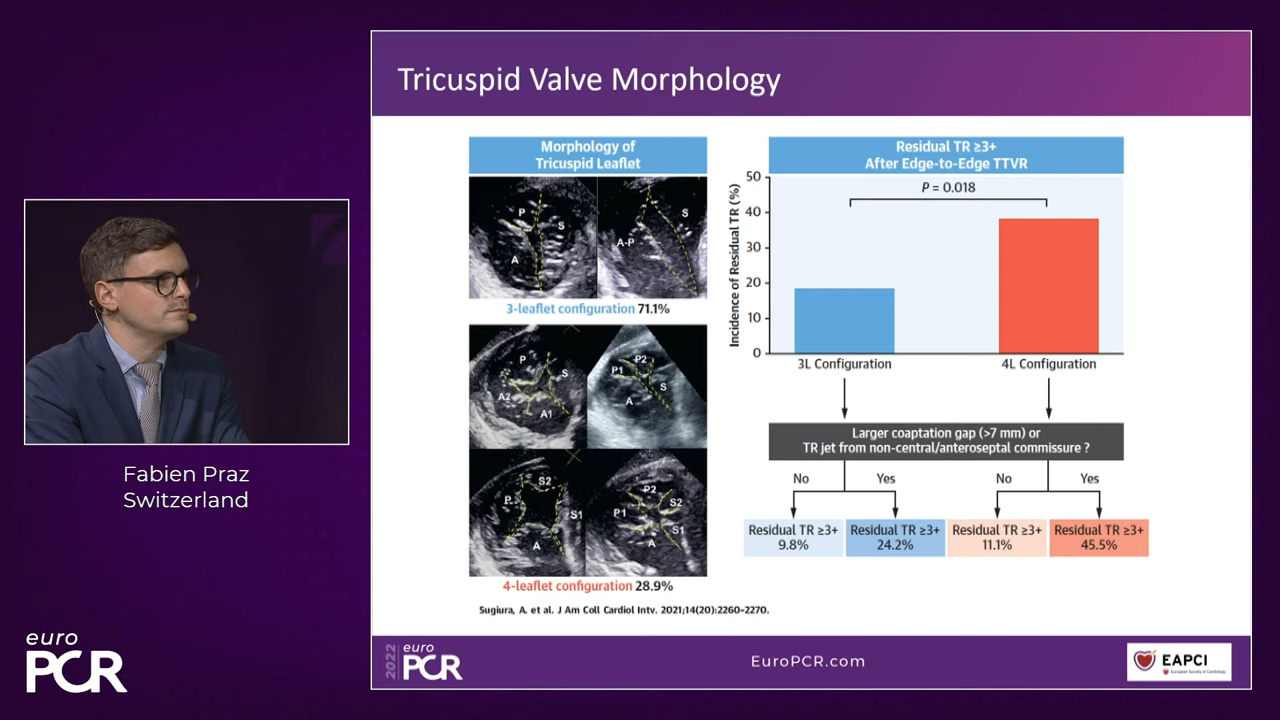 Tricuspid Valve Morphology
Morphology of
Tricuspid Leaflet
P
S
A
S
A-P
3-leaflet configuration 71.1%
P
S
A2
A1
P2
P1
S
A
S2
P
S1
A
P2
S2
P1
S1
A
4-leaflet configuration 28.9%
Residual TR ≥3+
After Edge-to-Edge TTVR
Incidence of Residual TR (%)
50
40
30
20
10
0
P = 0.018
3L Configuration
4L Configuration
Larger coaptation gap (>7 mm) or
TR jet from non-central/anteroseptal commissure ?
No
Yes
No
Yes
Residual TR ≥3+
9.8%
Residual TR ≥3+
24.2%
Residual TR ≥3+
11.1%
Residual TR ≥3+
45.5%
Sugiura, A. et al. J Am Coll Cardiol Intv. 2021;14(20):2260-2270.
Fabien Praz
Switzerland
euro
PCR
2022
euro
PCR
EuroPCR.com
EAPCI
European Society of Cardiology